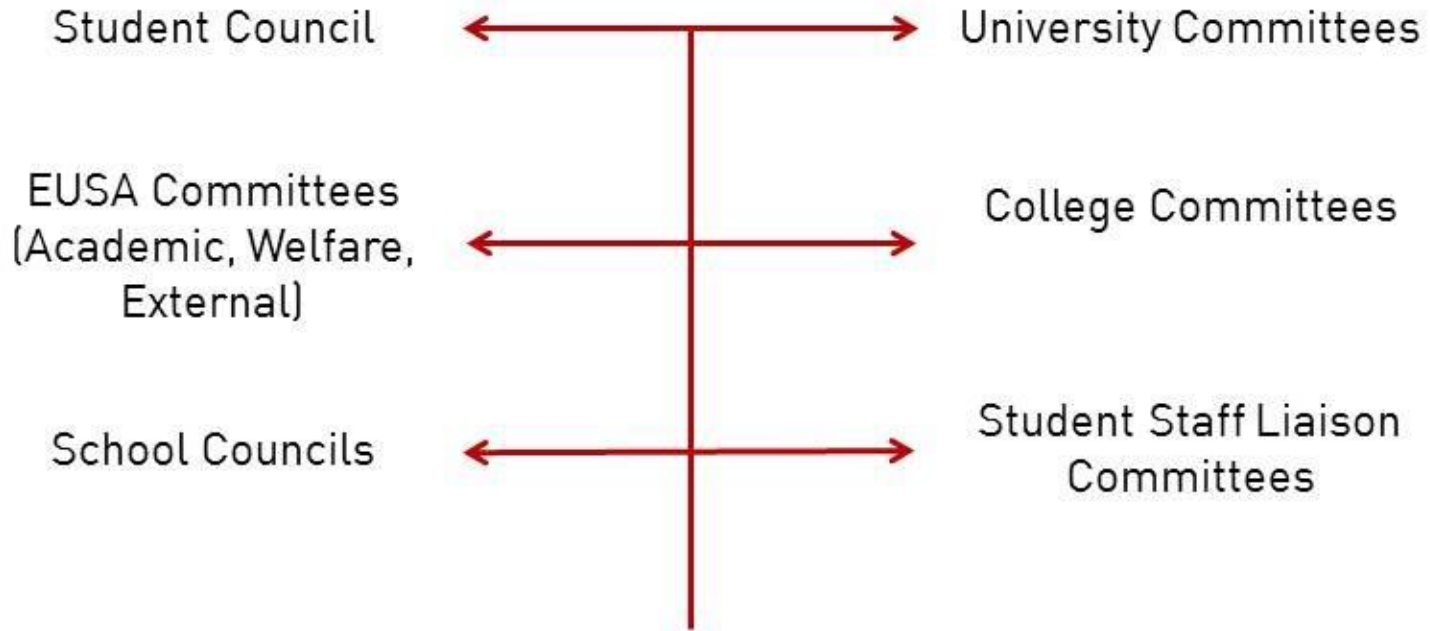 Student Council
University Committees
EUSA Committees
(Academic, Welfare,
External)
College Committees
School Councils
Student Staff Liaison
Committees